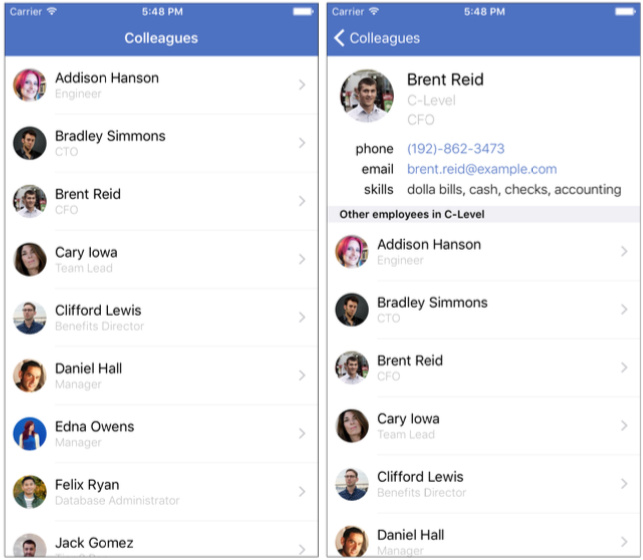 Carrier 5:48 PM
Colleagues
Addison Hanson
Engineer
Bradley Simmons
CTO
Brent Reid
CFO
Cary Iowa
Team Lead
Clifford Lewis
Benefits Director
Daniel Hall
Manager
Edna Owens
Manager
Felix Ryan
Database Administrator
Jack Gomez
Carrier 5:48 PM
Colleagues
Brent Reid
C-Level
CFO
phone (192)-862-3473
email brent.reid@example.com
skills dolla bills, cash, checks, accounting
Other employees in C-Level
Addison Hanson
Engineer
Bradley Simmons
CTO
Brent Reid
CFO
Cary Iowa
Team Lead
Clifford Lewis
Benefits Director
Daniel Hall
Manager